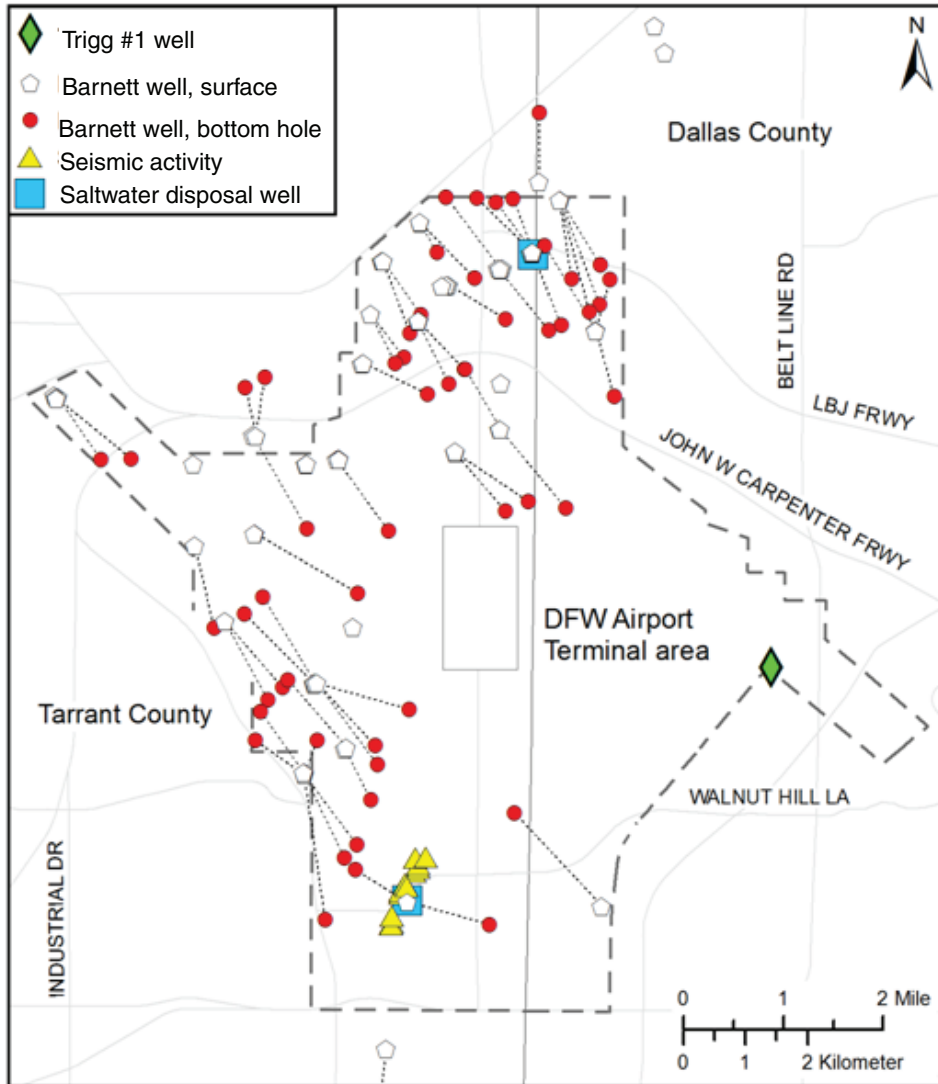 Trigg #1 well
Barnett well, surface
Barnett well, bottom hole
Seismic activity
Saltwater disposal well
N
Dallas County
BELT LINE RD
LBJ FRWY
JOHN W CARPENTER FRWY
DFW Airport
Terminal area
Tarrant County
WALNUT HILL LA
INDUSTRIAL DR
0 1 2 Mile
0 1 2 Kilometer